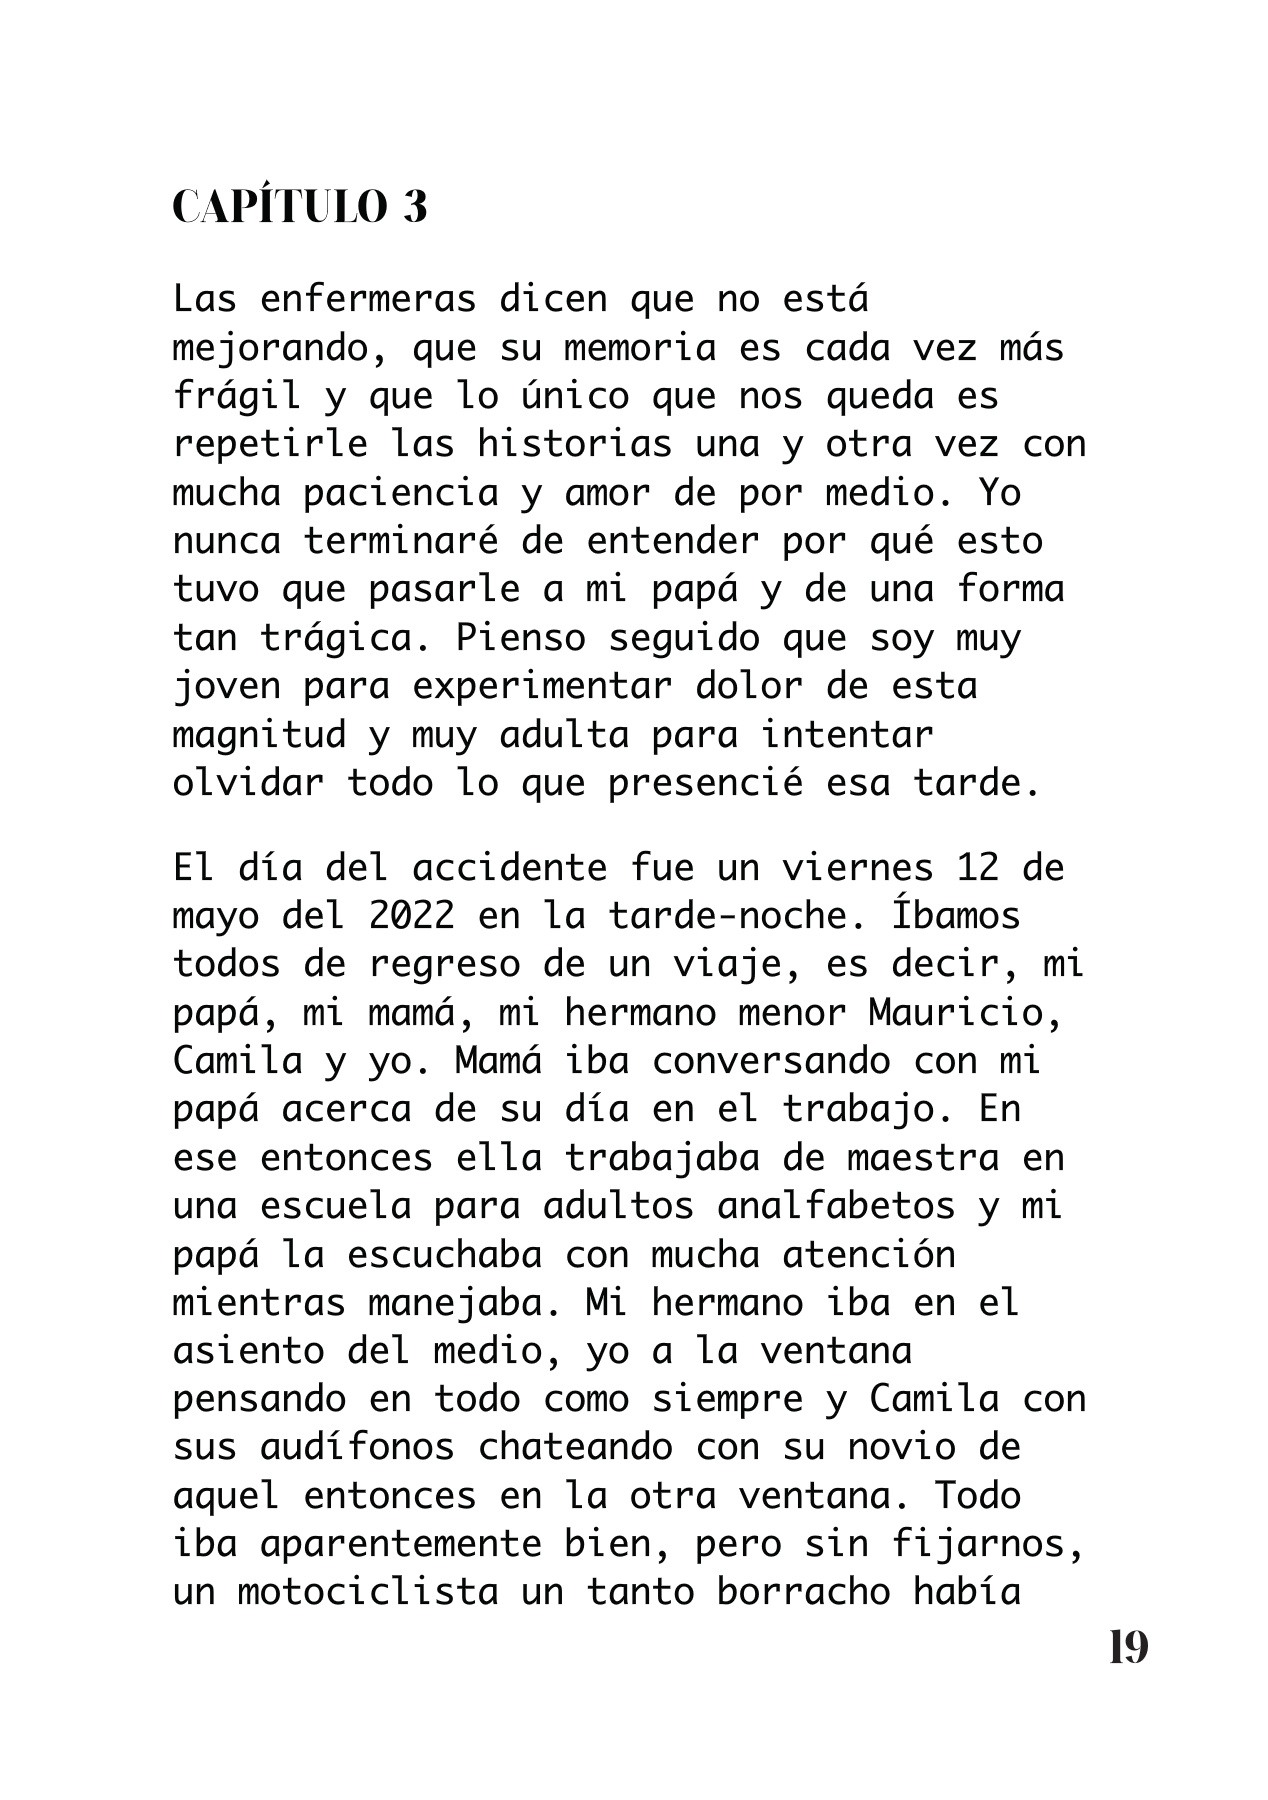 CAPÍTULO 3
Las enfermeras dicen que no está
mejorando, que su memoria es cada vez más
frágil y que lo único que nos queda es
repetirle las historias una y otra vez con
mucha paciencia y amor de por medio. Yo
nunca terminaré de entender por qué esto
tuvo que pasarle a mi papá y de una forma
tan trágica. Pienso seguido que soy muy
joven para experimentar dolor de esta
magnitud y muy adulta para intentar
olvidar todo lo que presencié esa tarde.
El día del accidente fue un viernes 12 de
mayo del 2022 en la tarde-noche. Íbamos
todos de regreso de un viaje, es decir, mi
papá, mi mamá, mi hermano menor Mauricio,
Camila y yo. Mamá iba conversando con mi
papá acerca de su día en el trabajo. En
ese entonces ella trabajaba de maestra en
una escuela para adultos analfabetos y mi
papá la escuchaba con mucha atención
mientras manejaba. Mi hermano iba en el
asiento del medio, yo a la ventana
pensando en todo como siempre y Camila con
sus audífonos chateando con su novio de
aquel entonces en la otra ventana. Todo
iba aparentemente bien, pero sin fijarnos,
un motociclista un tanto borracho había
19